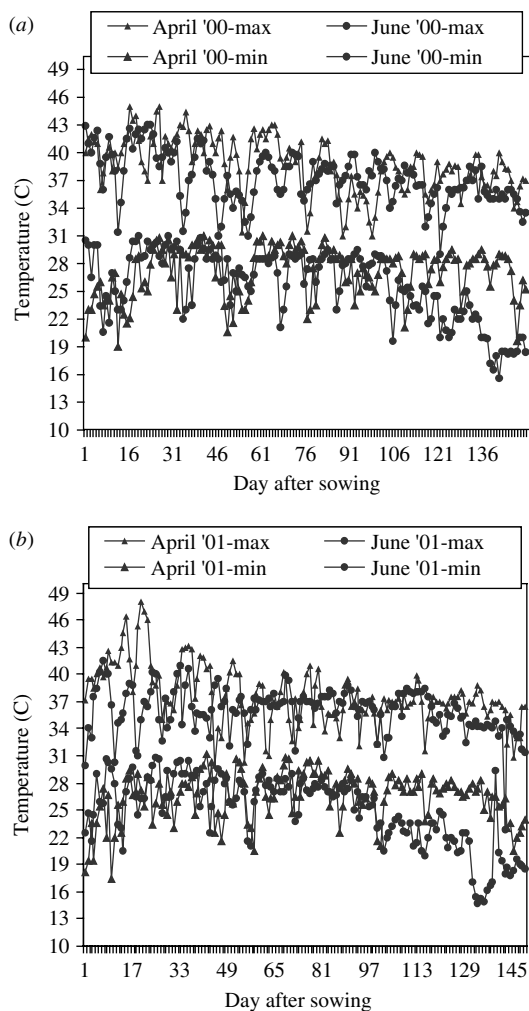 (a)
April '00-max June '00-max
April '00-min June '00-min
49
46
43
40
37
34
31
28
25
22
19
16
13
10
Temperature (C)
1 16 31 46 61 76 91 106 121 136
Day after sowing
(b)
April '01-max June '01-max
April '01-min June '01-min
49
46
43
40
37
34
31
28
25
22
19
16
13
10
Temperature (C)
1 17 33 49 65 81 97 113 129 145
Day after sowing